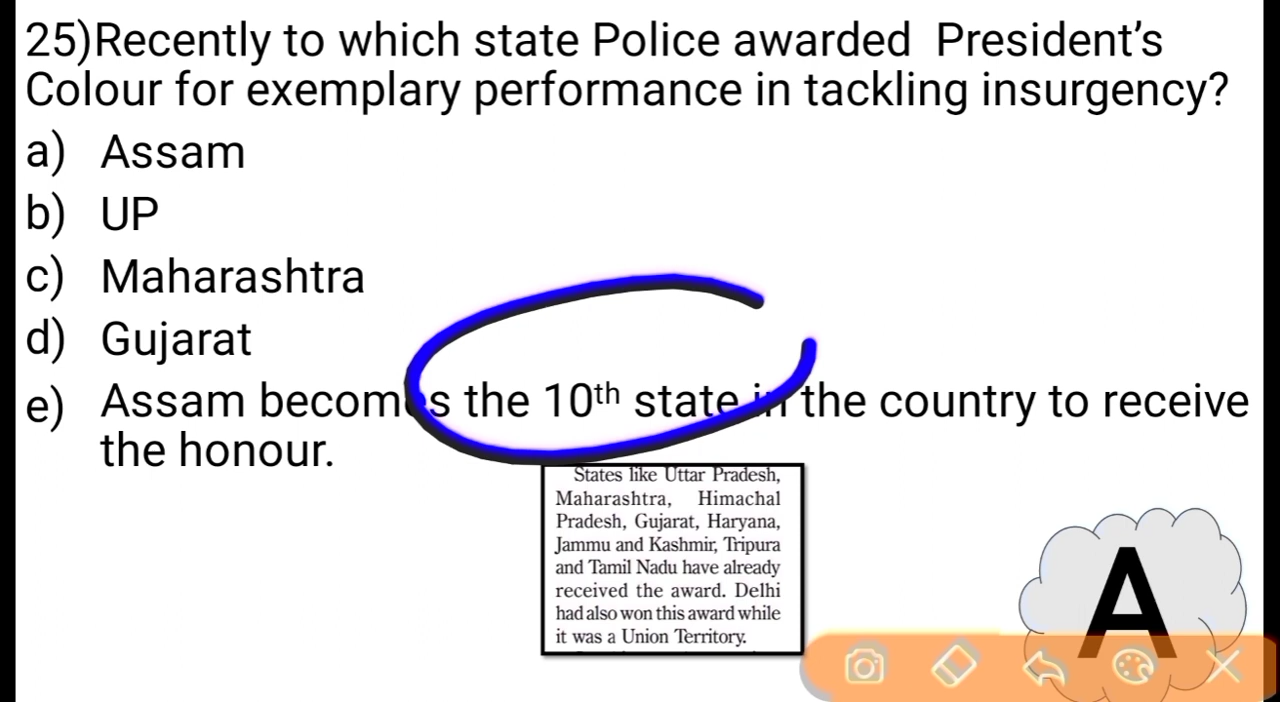 25)Recently to which state Police awarded President's
Colour for exemplary performance in tackling insurgency?
a) Assam
b) UP
c) Maharashtra
d) Gujarat
e) Assam becomes the 10th state in the country to receive
the honour.
States like Uttar Pradesh,
Maharashtra, Himachal
Pradesh, Gujarat, Haryana,
Jammu and Kashmir, Tripura
and Tamil Nadu have already
received the award. Delhi
had also won this award while
it was a Union Territory.
A